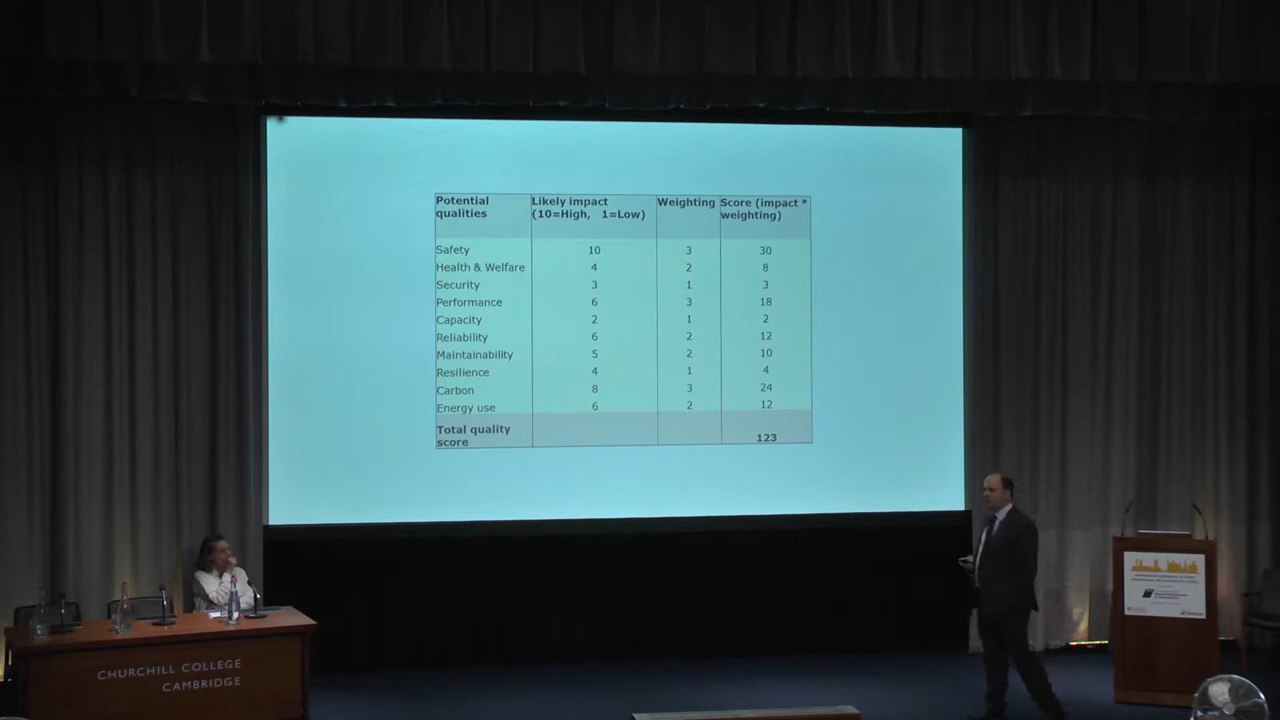 Potential qualities Likely impact (10=High, 1=Low) Weighting Score (impact * weighting)
Safety 10 3 30
Health & Welfare 4 2 8
Security 3 1 3
Performance 6 3 18
Capacity 2 1 2
Reliability 6 2 12
Maintainability 5 2 10
Resilience 4 1 4
Carbon 8 3 24
Energy use 6 2 12
Total quality score 123
CHURCHILL COLLEGE
CAMBRIDGE